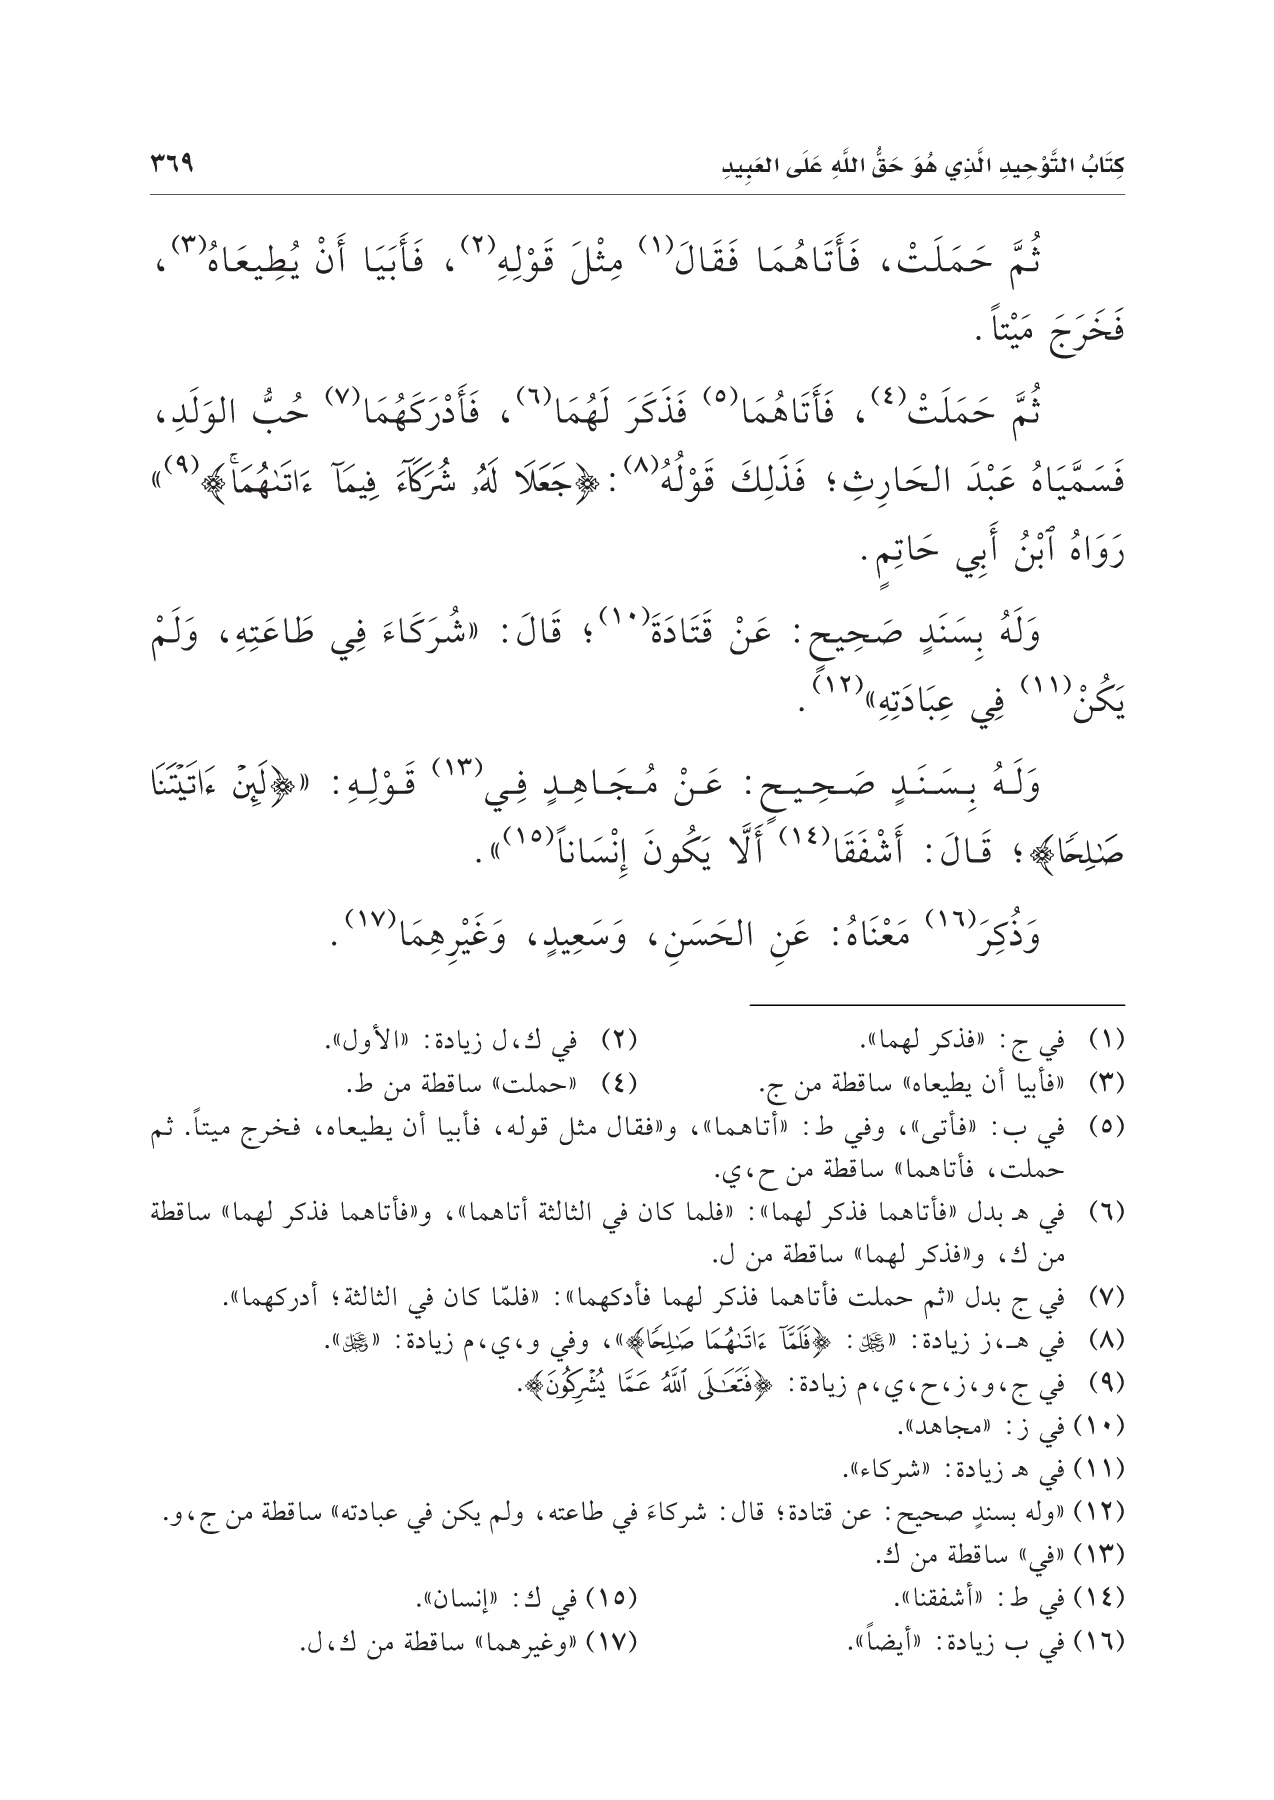 كِتَابُ التَّوْحِيدِ الَّذِي هُوَ حَقُّ اللَّهِ عَلَى العَبِيدِ ٣٦٩
ثُمَّ حَمَلَتْ، فَأَتَاهُمَا فَقَالَ(١) مِثْلَ قَوْلِهِ(٢)، فَأَبَيَا أَنْ يُطِيعَاهُ(٣)،
فَخَرَجَ مَيْتاً.
ثُمَّ حَمَلَتْ(٤)، فَأَتَاهُمَا(٥) فَذَكَرَ لَهُمَا(٦)، فَأَدْرَكَهُمَا(٧) حُبُّ الوَلَدِ،
فَسَمَّيَاهُ عَبْدَ الحَارِثِ؛ فَذَلِكَ قَوْلُهُ(٨): ﴿جَعَلَا لَهُۥ شُرَكَآءَ فِيمَآ ءَاتَىٰهُمَاۚ﴾(٩)»
رَوَاهُ ٱبْنُ أَبِي حَاتِمٍ.
وَلَهُ بِسَنَدٍ صَحِيحٍ: عَنْ قَتَادَةَ(١٠)؛ قَالَ: «شُرَكَاءَ فِي طَاعَتِهِ، وَلَمْ
يَكُنْ(١١) فِي عِبَادَتِهِ»(١٢).
وَلَهُ بِسَنَدٍ صَحِيحٍ: عَنْ مُجَاهِدٍ فِي(١٣) قَوْلِهِ: «﴿لَئِنْ ءَاتَيْتَنَا
صَٰلِحًا﴾؛ قَالَ: أَشْفَقَا(١٤) أَلَّا يَكُونَ إِنْسَاناً(١٥)».
وَذُكِرَ(١٦) مَعْنَاهُ: عَنِ الحَسَنِ، وَسَعِيدٍ، وَغَيْرِهِمَا(١٧).
(١) في ج: «فذكر لهما». (٢) في ك،ل زيادة: «الأول».
(٣) «فأبيا أن يطيعاه» ساقطة من ج. (٤) «حملت» ساقطة من ط.
(٥) في ب: «فأتى»، وفي ط: «أتاهما»، و«فقال مثل قوله، فأبيا أن يطيعاه، فخرج ميتاً. ثم
حملت، فأتاهما» ساقطة من ح،ي.
(٦) في هـ بدل «فأتاهما فذكر لهما»: «فلما كان في الثالثة أتاهما»، و«فأتاهما فذكر لهما» ساقطة
من ك، و«فذكر لهما» ساقطة من ل.
(٧) في ج بدل «ثم حملت فأتاهما فذكر لهما فأدكهما»: «فلمّا كان في الثالثة؛ أدركهما».
(٨) في هـ،ز زيادة: «ﷻ: ﴿فَلَمَّآ ءَاتَىٰهُمَا صَٰلِحًا﴾»، وفي و،ي،م زيادة: «ﷻ».
(٩) في ج،و،ز،ح،ي،م زيادة: ﴿فَتَعَٰلَى ٱللَّهُ عَمَّا يُشْرِكُونَ﴾.
(١٠) في ز: «مجاهد».
(١١) في هـ زيادة: «شركاء».
(١٢) «وله بسندٍ صحيح: عن قتادة؛ قال: شركاءَ في طاعته، ولم يكن في عبادته» ساقطة من ج،و.
(١٣) «في» ساقطة من ك.
(١٤) في ط: «أشفقنا». (١٥) في ك: «إنسان».
(١٦) في ب زيادة: «أيضاً». (١٧) «وغيرهما» ساقطة من ك،ل.